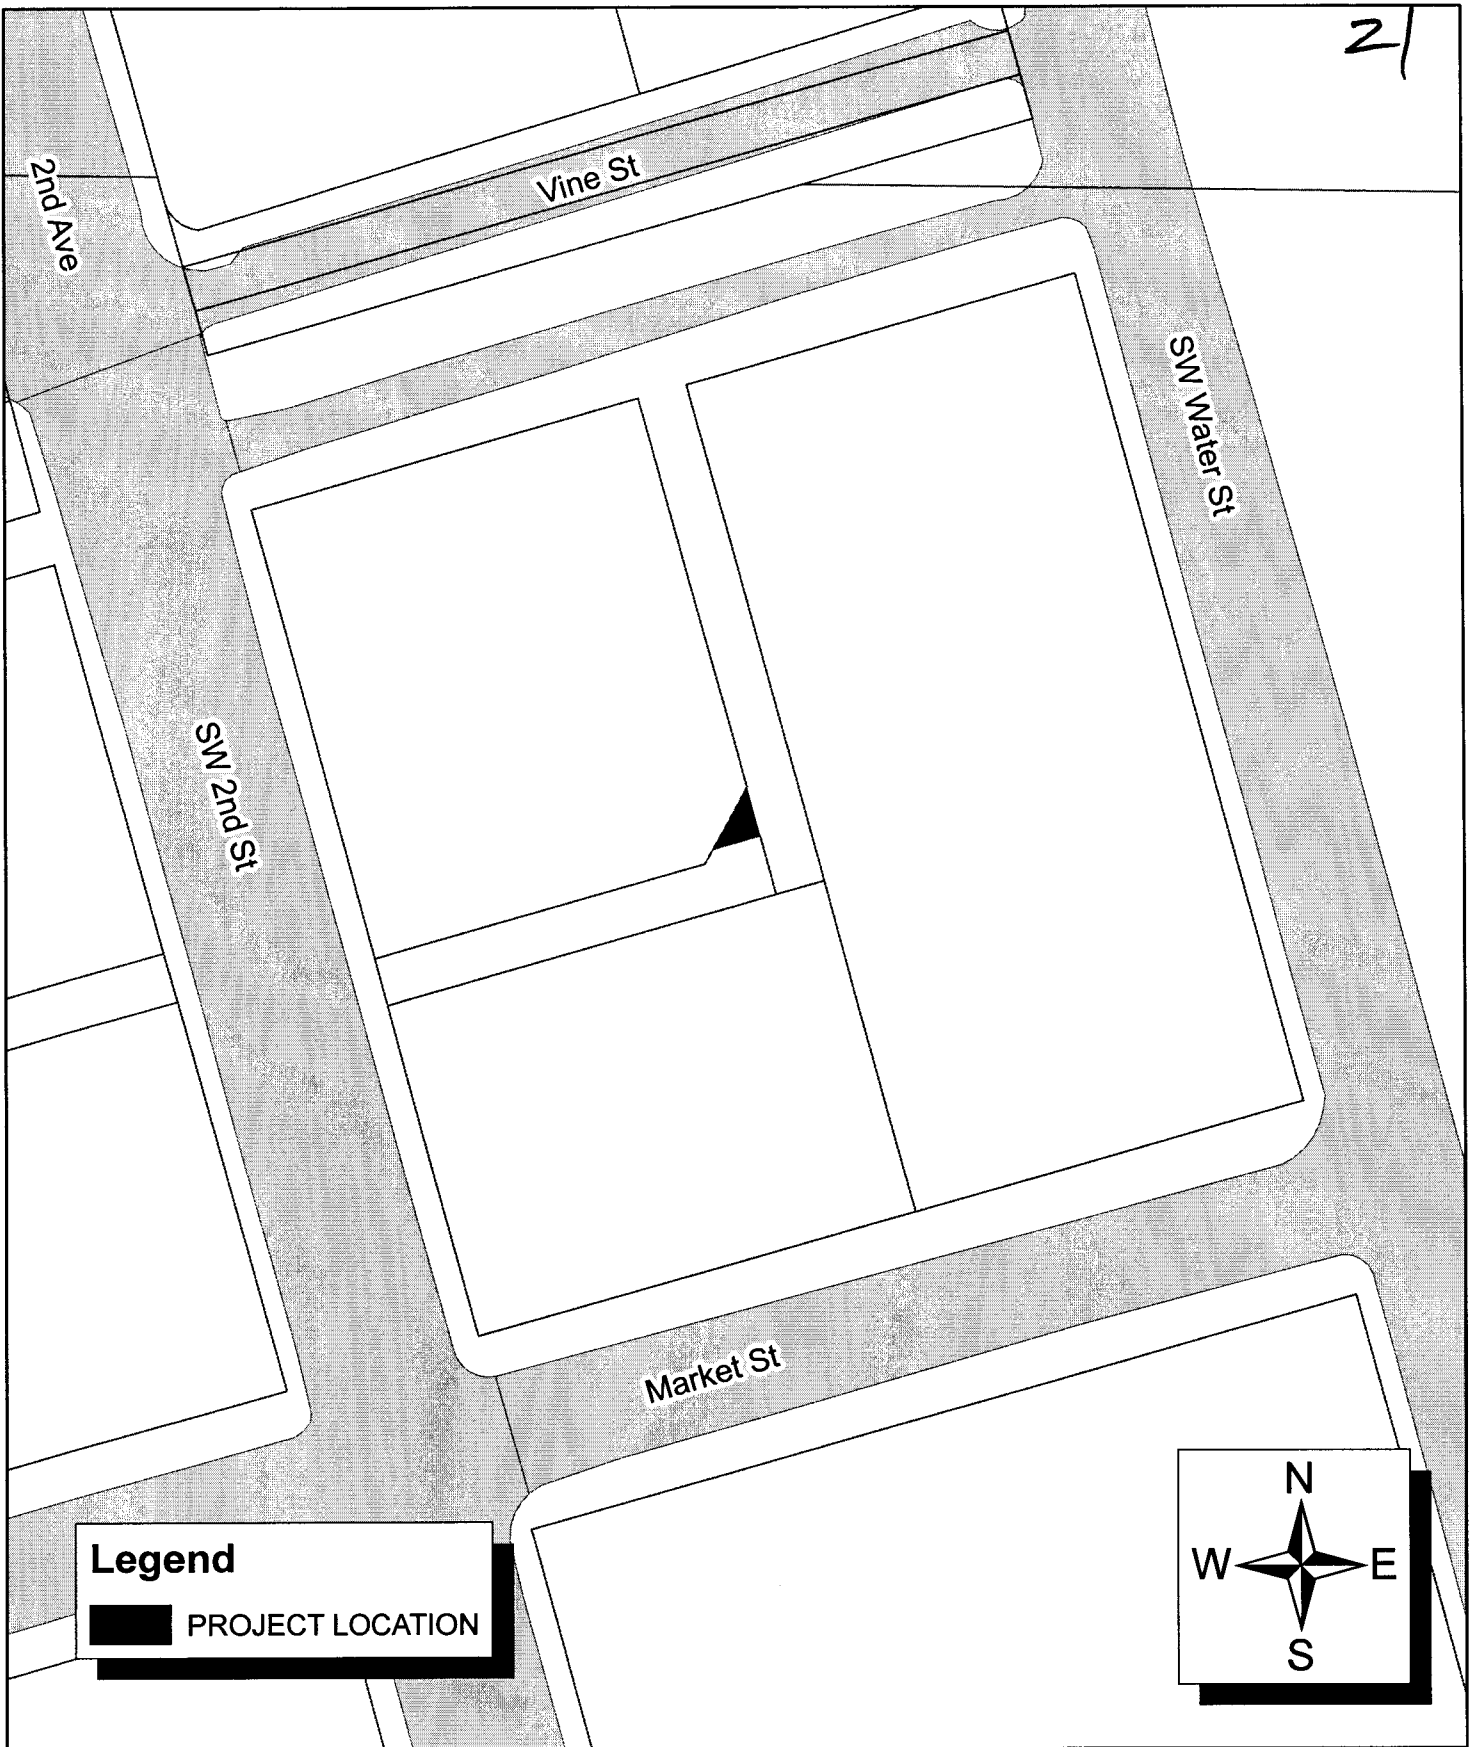 21
2nd Ave
Vine St
SW Water St
SW 2nd St
Market St
Legend
PROJECT LOCATION
N
W E
S